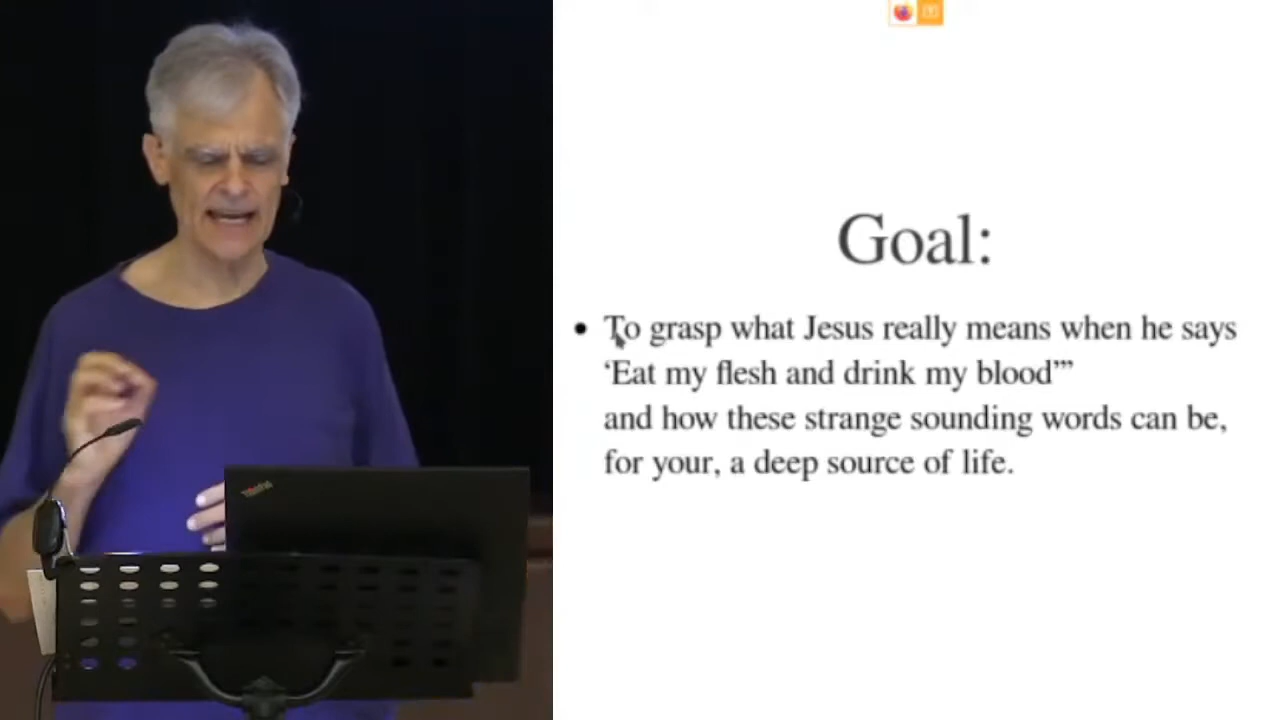 Goal:
• To grasp what Jesus really means when he says
‘Eat my flesh and drink my blood’”
and how these strange sounding words can be,
for your, a deep source of life.
ThinkPad